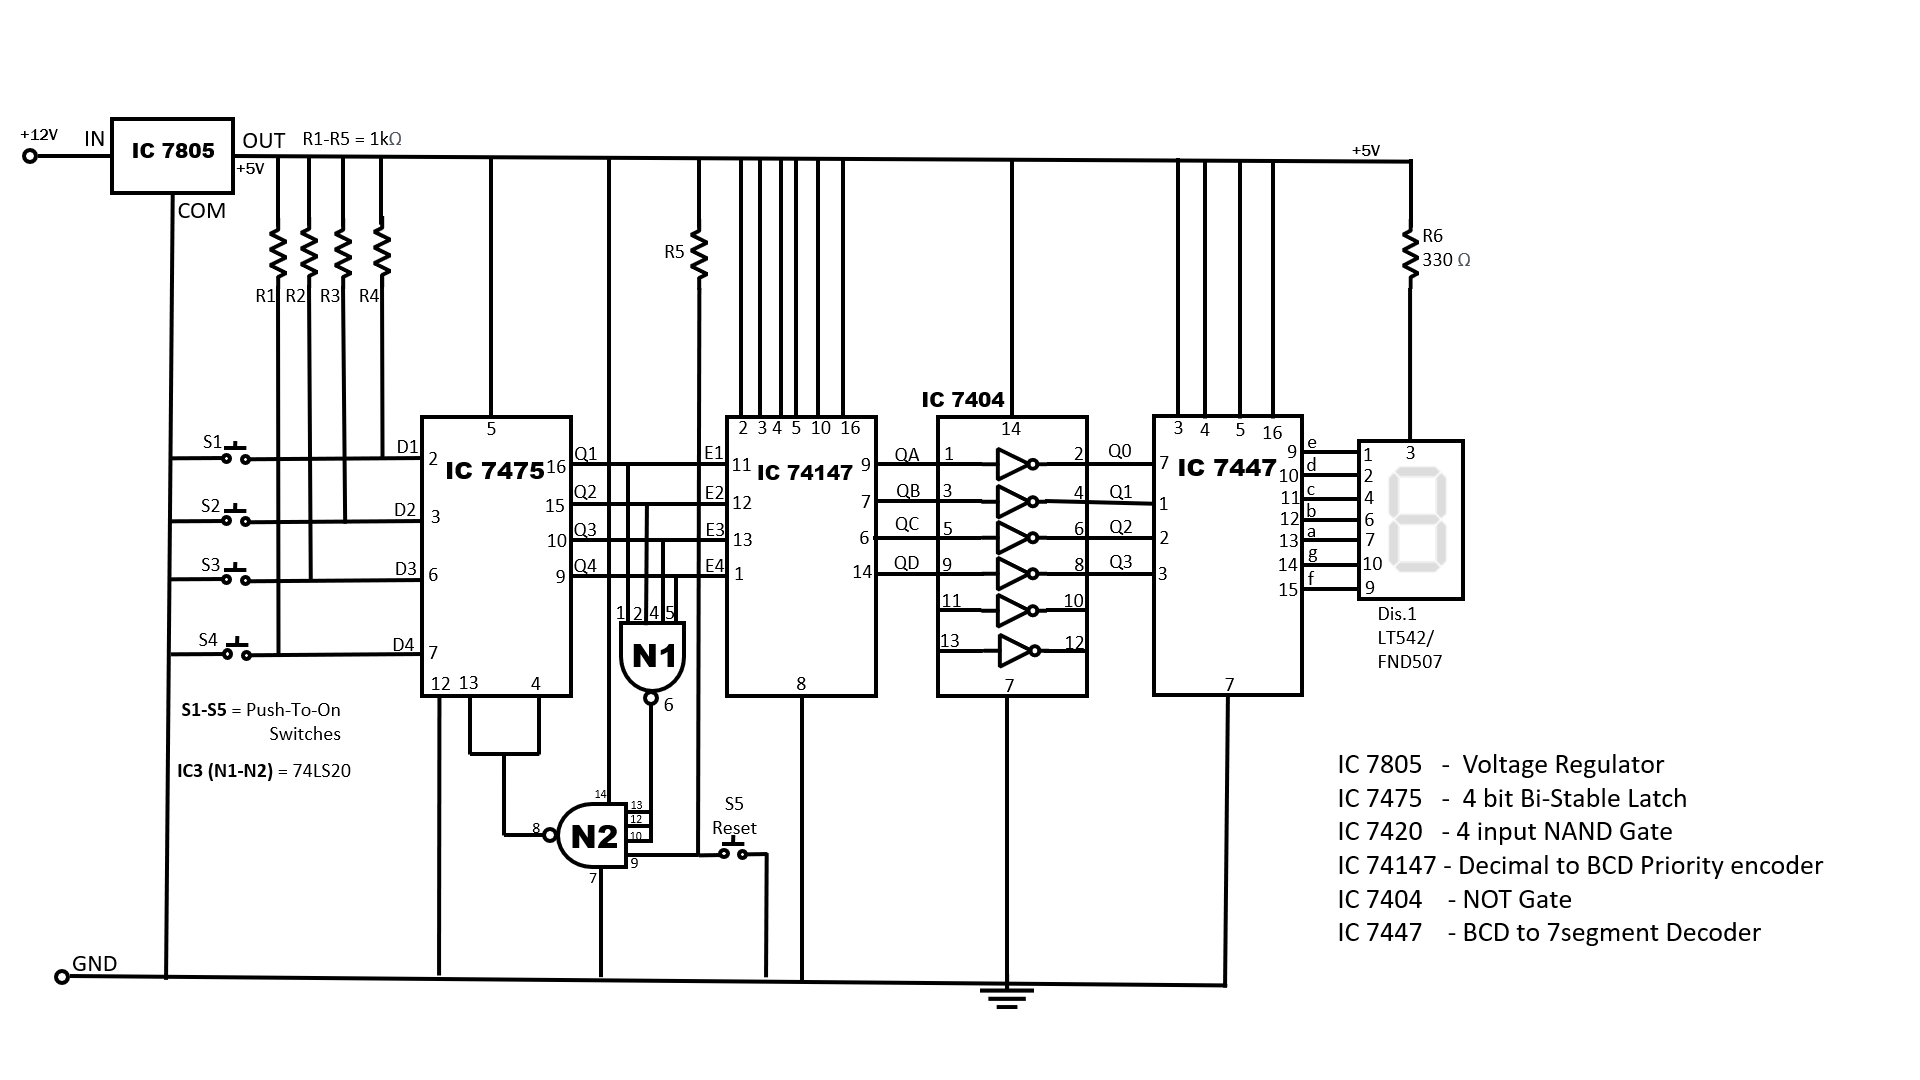 +12V
IN
IC 7805
OUT
R1-R5 = 1kΩ
+5V
+5V
COM
R1
R2
R3
R4
R5
R6
330 Ω
IC 7404
S1
D1
S2
D2
S3
D3
S4
D4
5
IC 7475
2
3
6
7
16
15
10
9
12
13
4
Q1
Q2
Q3
Q4
E1
E2
E3
E4
1
2
4
5
N1
6
2
3
4
5
10
16
IC 74147
11
12
13
1
9
7
6
14
8
QA
QB
QC
QD
14
1
2
3
4
5
6
9
8
11
10
13
12
7
Q0
Q1
Q2
Q3
3
4
5
16
IC 7447
7
1
2
3
9
10
11
12
13
14
15
7
e
d
c
b
a
g
f
3
1
2
4
6
7
10
9
Dis.1
LT542/
FND507
S1-S5 = Push-To-On
Switches
IC3 (N1-N2) = 74LS20
14
13
12
10
9
8
N2
7
S5
Reset
GND
IC 7805 - Voltage Regulator
IC 7475 - 4 bit Bi-Stable Latch
IC 7420 - 4 input NAND Gate
IC 74147 - Decimal to BCD Priority encoder
IC 7404 - NOT Gate
IC 7447 - BCD to 7segment Decoder